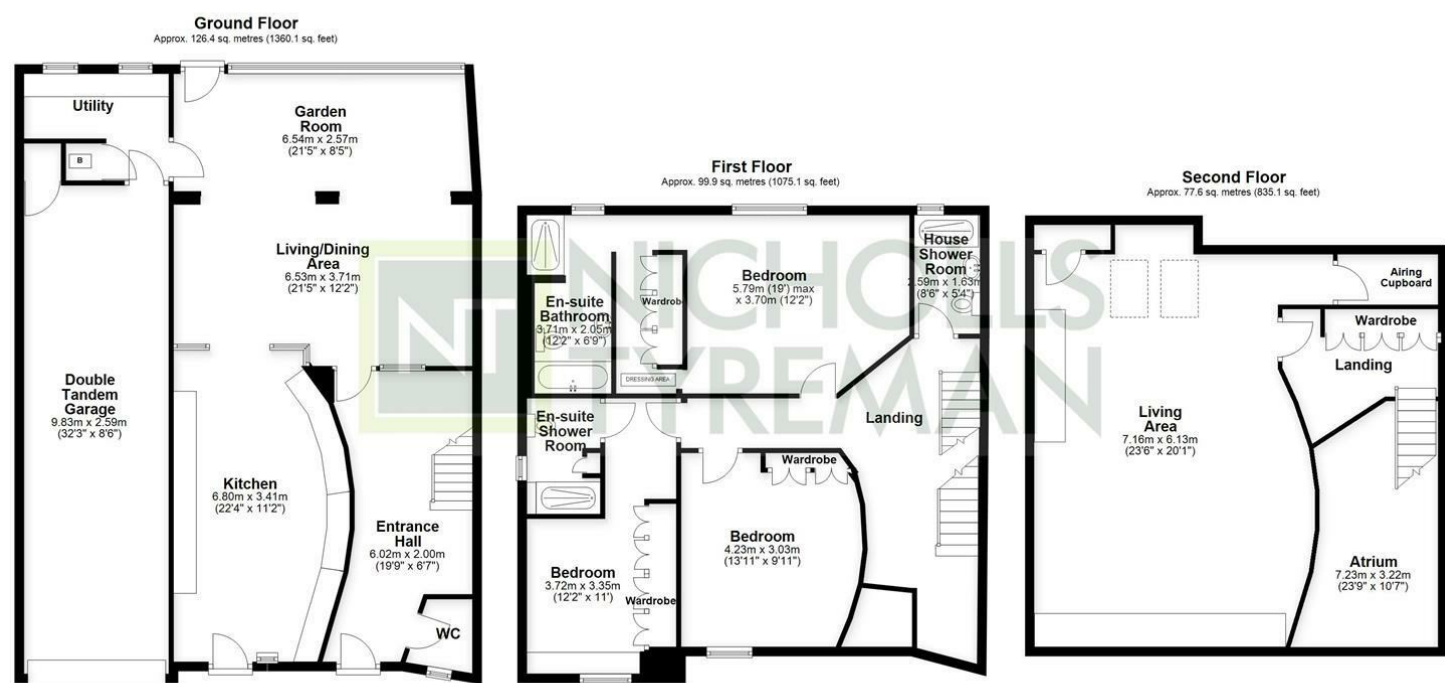 Ground Floor
Approx. 126.4 sq. metres (1360.1 sq. feet)
Utility
B
Garden
Room
6.54m x 2.57m
(21'5" x 8'5")
Living/Dining
Area
6.53m x 3.71m
(21'5" x 12'2")
Double
Tandem
Garage
9.83m x 2.59m
(32'3" x 8'6")
Kitchen
6.80m x 3.41m
(22'4" x 11'2")
Entrance
Hall
6.02m x 2.00m
(19'9" x 6'7")
WC
First Floor
Approx. 99.9 sq. metres (1075.1 sq. feet)
En-suite
Bathroom
3.71m x 2.05m
(12'2" x 6'9")
Wardrobe
DRESSING AREA
Bedroom
5.79m (19') max
x 3.70m (12'2")
House
Shower
Room
2.59m x 1.63m
(8'6" x 5'4")
En-suite
Shower
Room
Landing
Wardrobe
Bedroom
4.23m x 3.03m
(13'11" x 9'11")
Bedroom
3.72m x 3.35m
(12'2" x 11')
Wardrobe
Second Floor
Approx. 77.6 sq. metres (835.1 sq. feet)
Airing
Cupboard
Wardrobe
Landing
Living
Area
7.16m x 6.13m
(23'6" x 20'1")
Atrium
7.23m x 3.22m
(23'9" x 10'7")
NT
NICHOLLS
TYREMAN